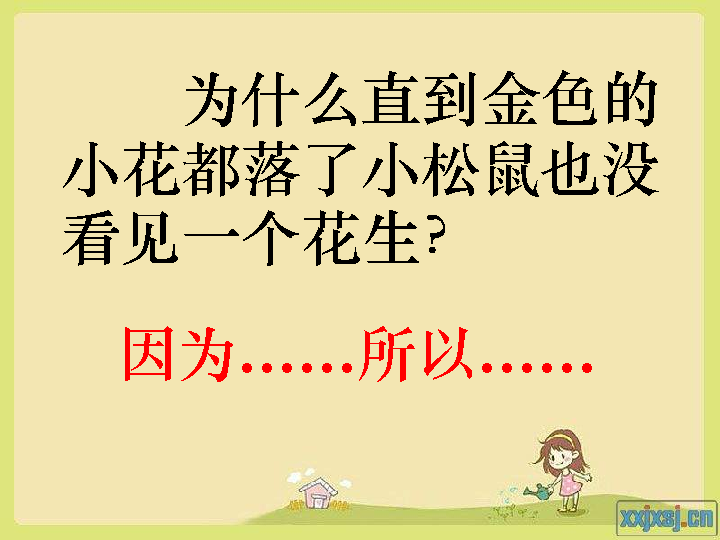 为什么直到金色的
小花都落了小松鼠也没
看见一个花生?
因为……所以……
xxjxsj.cn